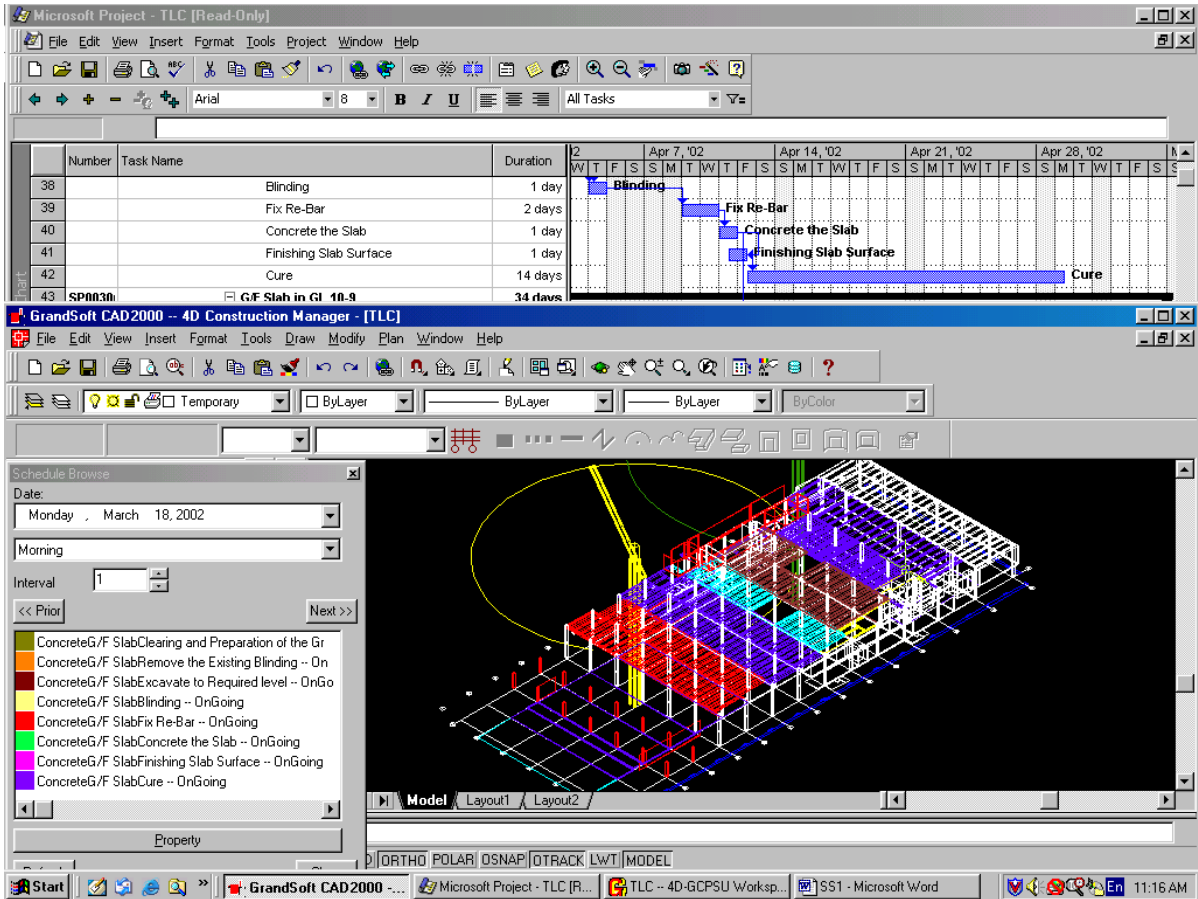 Microsoft Project - TLC [Read-Only]
File Edit View Insert Format Tools Project Window Help
Arial 8 B I U All Tasks
Number Task Name Duration 02 Apr 7, '02 Apr 14, '02 Apr 21, '02 Apr 28, '02
W T F S S M T W T F S S M T W T F S S M T W T F S S M T W T F S S
38 Blinding 1 day Blinding
39 Fix Re-Bar 2 days Fix Re-Bar
40 Concrete the Slab 1 day Concrete the Slab
41 Finishing Slab Surface 1 day Finishing Slab Surface
42 Cure 14 days Cure
Chart
43 SP0030 G/F Slab in GL 10-9 34 days
GrandSoft CAD2000 -- 4D Construction Manager - [TLC]
File Edit View Insert Format Tools Draw Modify Plan Window Help
Temporary ByLayer ByLayer ByLayer ByColor
Schedule Browse
Date:
Monday , March 18, 2002
Morning
Interval 1
<< Prior Next >>
ConcreteG/F SlabClearing and Preparation of the Gr
ConcreteG/F SlabRemove the Existing Blinding -- On
ConcreteG/F SlabExcavate to Required level -- OnGo
ConcreteG/F SlabBlinding -- OnGoing
ConcreteG/F SlabFix Re-Bar -- OnGoing
ConcreteG/F SlabConcrete the Slab -- OnGoing
ConcreteG/F SlabFinishing Slab Surface -- OnGoing
ConcreteG/F SlabCure -- OnGoing
Property
Model Layout1 Layout2
ORTHO POLAR OSNAP OTRACK LWT MODEL
Start GrandSoft CAD2000 -... Microsoft Project - TLC [R... TLC -- 4D-GCPSU Worksp... SS1 - Microsoft Word En 11:16 AM